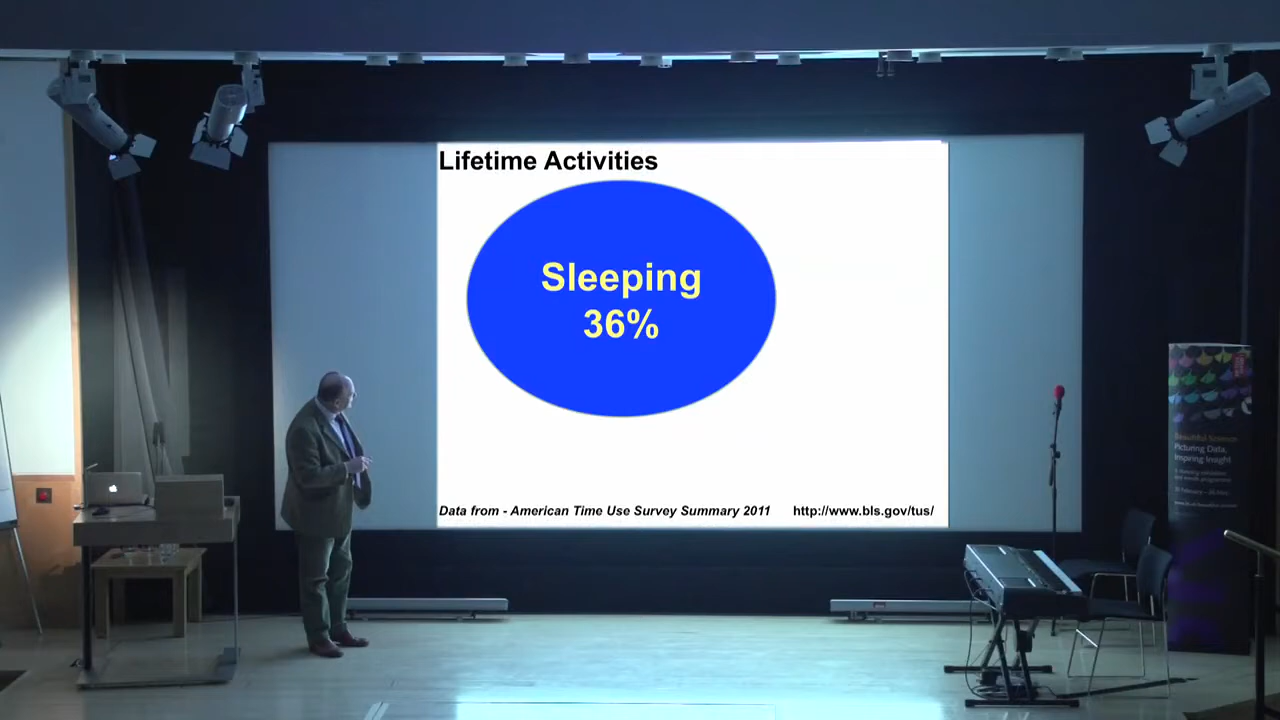 Lifetime Activities
Sleeping
36%
Data from - American Time Use Survey Summary 2011 http://www.bls.gov/tus/
Beautiful Science
Picturing Data,
Inspiring Insight